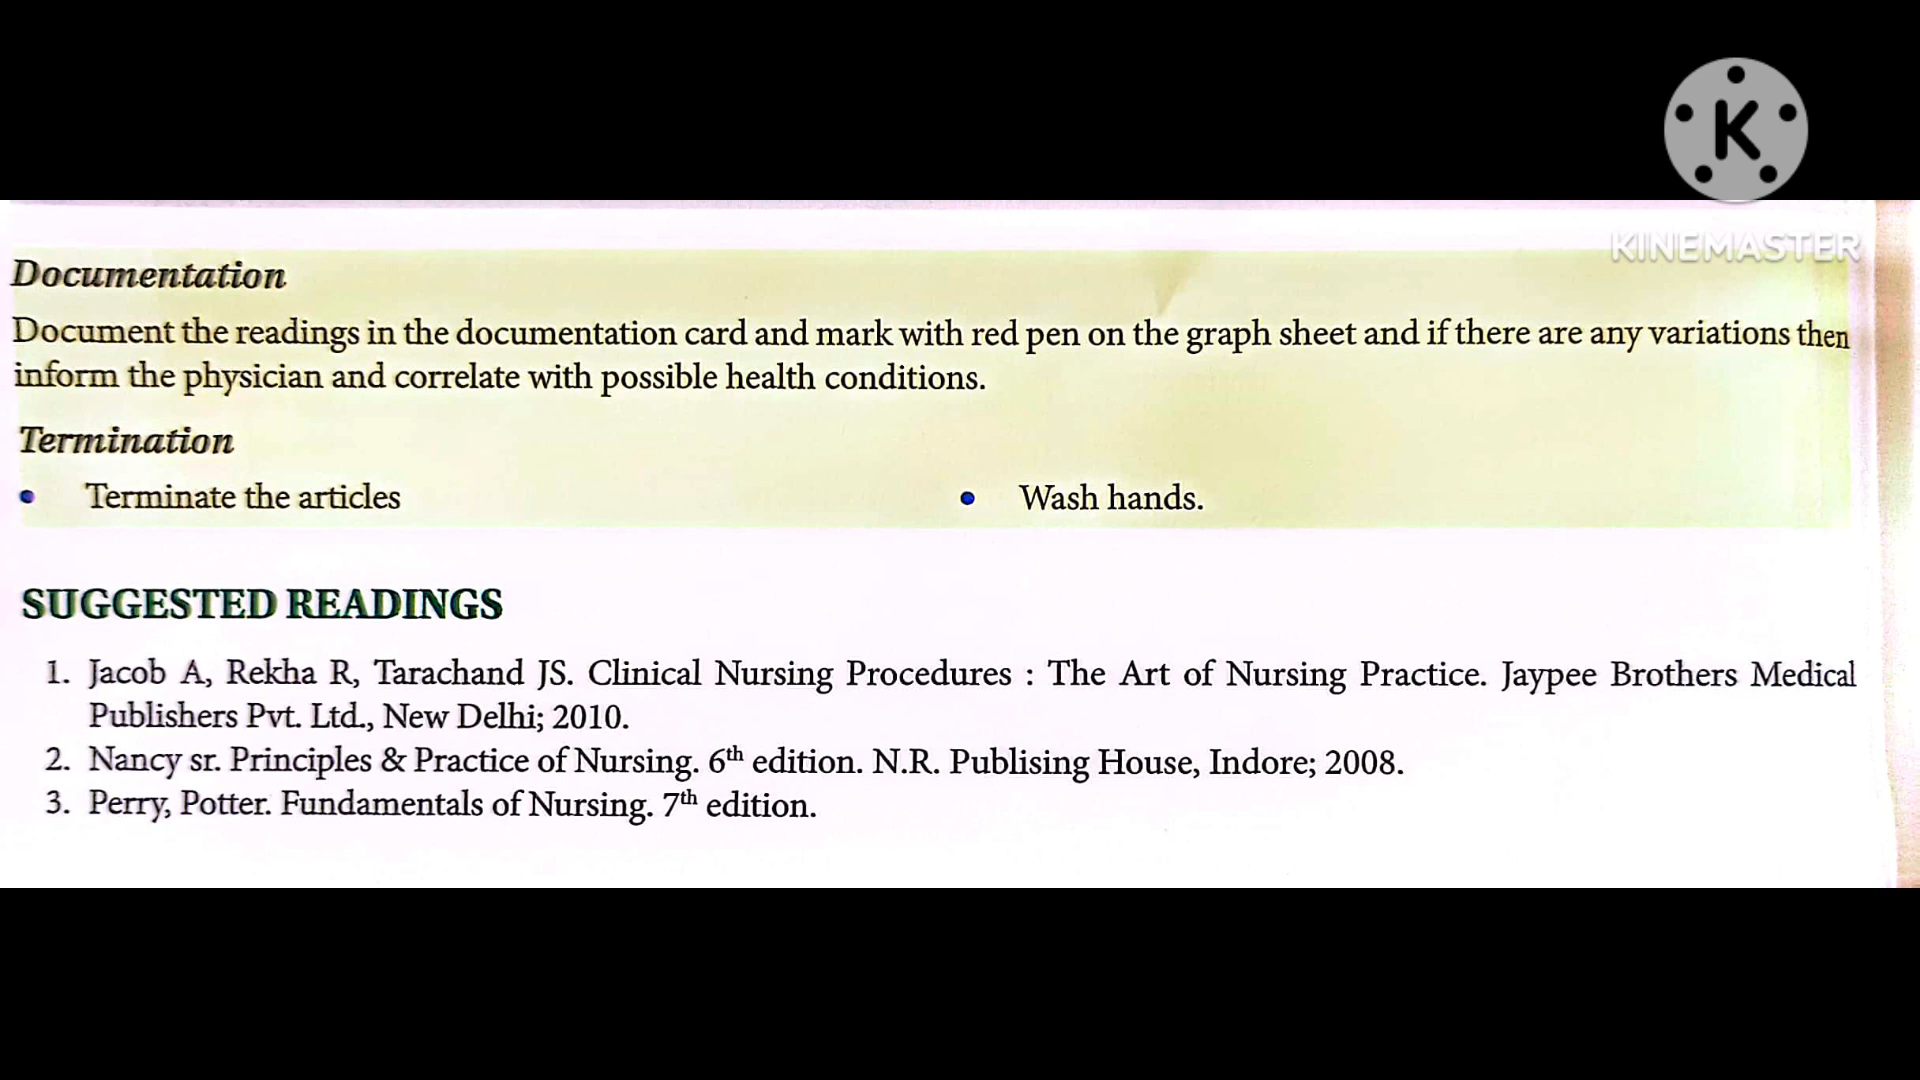 K
KINEMASTER
Documentation
Document the readings in the documentation card and mark with red pen on the graph sheet and if there are any variations then
inform the physician and correlate with possible health conditions.
Termination
• Terminate the articles
• Wash hands.
SUGGESTED READINGS
1. Jacob A, Rekha R, Tarachand JS. Clinical Nursing Procedures : The Art of Nursing Practice. Jaypee Brothers Medical
Publishers Pvt. Ltd., New Delhi; 2010.
2. Nancy sr. Principles & Practice of Nursing. 6th edition. N.R. Publising House, Indore; 2008.
3. Perry, Potter. Fundamentals of Nursing. 7th edition.